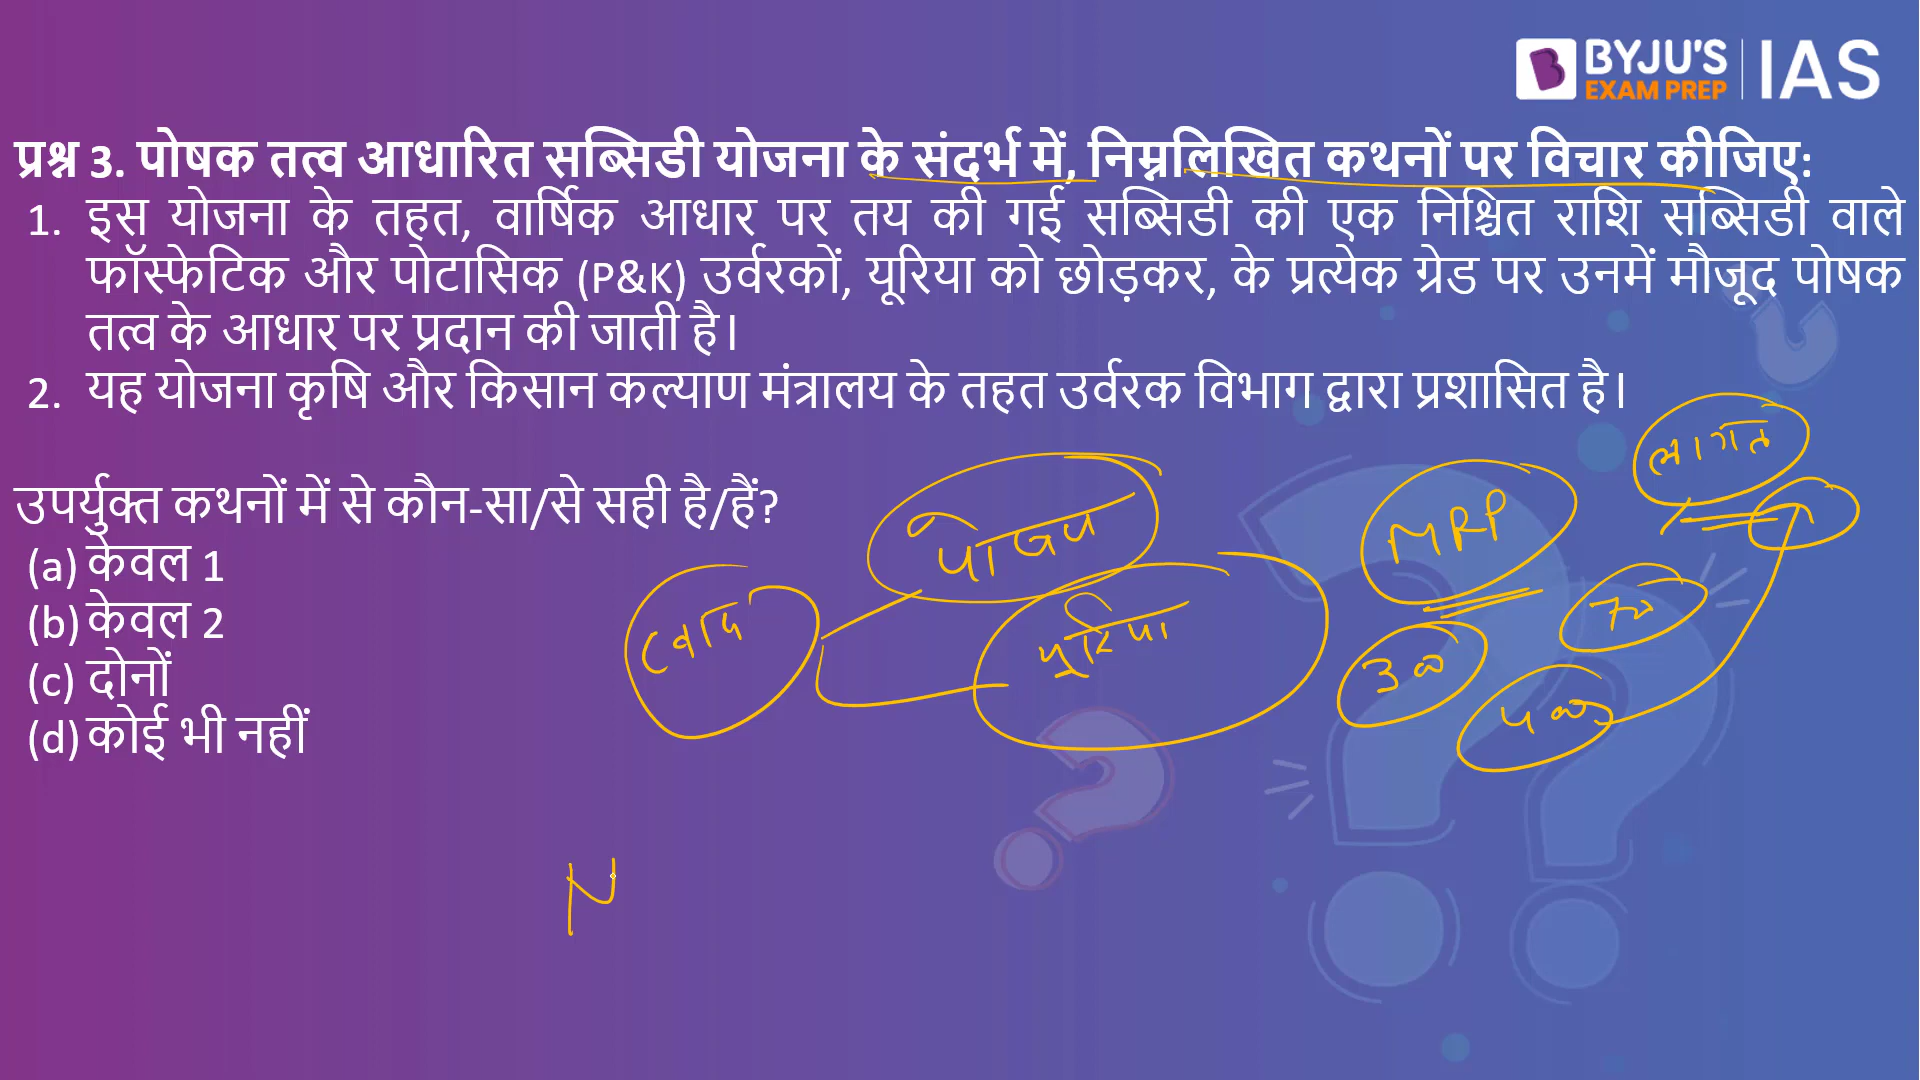 BYJU'S
EXAM PREP
IAS
प्रश्न 3. पोषक तत्व आधारित सब्सिडी योजना के संदर्भ में, निम्नलिखित कथनों पर विचार कीजिए:
1. इस योजना के तहत, वार्षिक आधार पर तय की गई सब्सिडी की एक निश्चित राशि सब्सिडी वाले
फॉस्फेटिक और पोटासिक (P&K) उर्वरकों, यूरिया को छोड़कर, के प्रत्येक ग्रेड पर उनमें मौजूद पोषक
तत्व के आधार पर प्रदान की जाती है।
2. यह योजना कृषि और किसान कल्याण मंत्रालय के तहत उर्वरक विभाग द्वारा प्रशासित है।
लागत
उपर्युक्त कथनों में से कौन-सा/से सही है/हैं?
MRP
(a) केवल 1
(b) केवल 2
यूरिया
70
(c) दोनों
300
(d) कोई भी नहीं
N